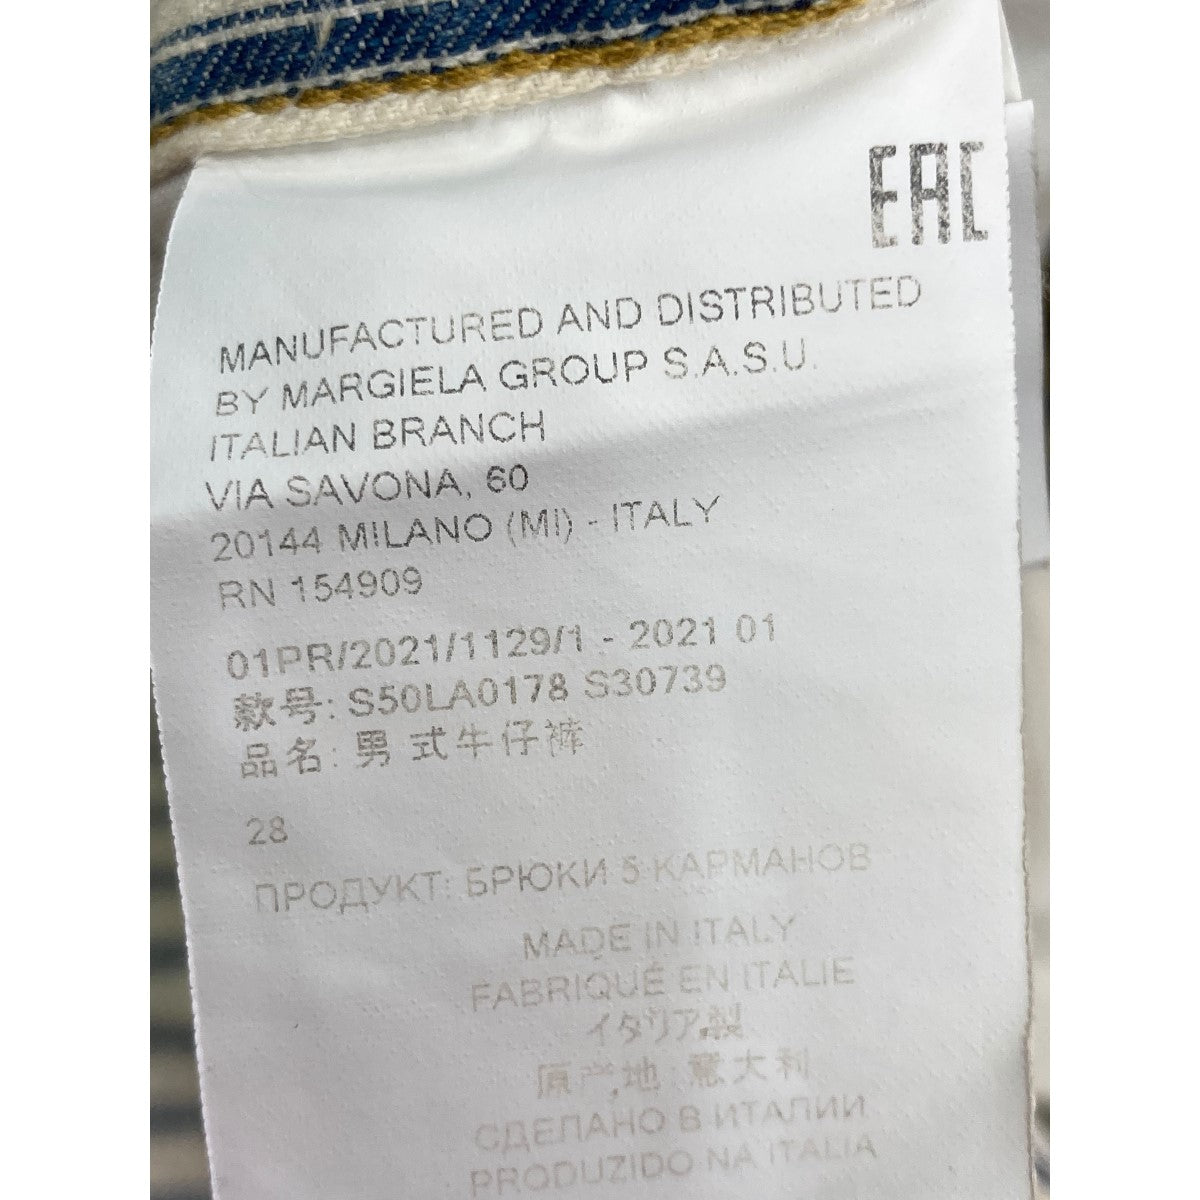 EAC
MANUFACTURED AND DISTRIBUTED
BY MARGIELA GROUP S.A.S.U.
ITALIAN BRANCH
VIA SAVONA, 60
20144 MILANO (MI) - ITALY
RN 154909
01PR/2021/1129/1 - 2021 01
款号: S50LA0178 S30739
品名: 男式牛仔裤
28
ПРОДУКТ: БРЮКИ 5 КАРМАНОВ
MADE IN ITALY
FABRIQUÉ EN ITALIE
イタリア製
原产地: 意大利
СДЕЛАНО В ИТАЛИИ
PRODUZIDO NA ITALIA